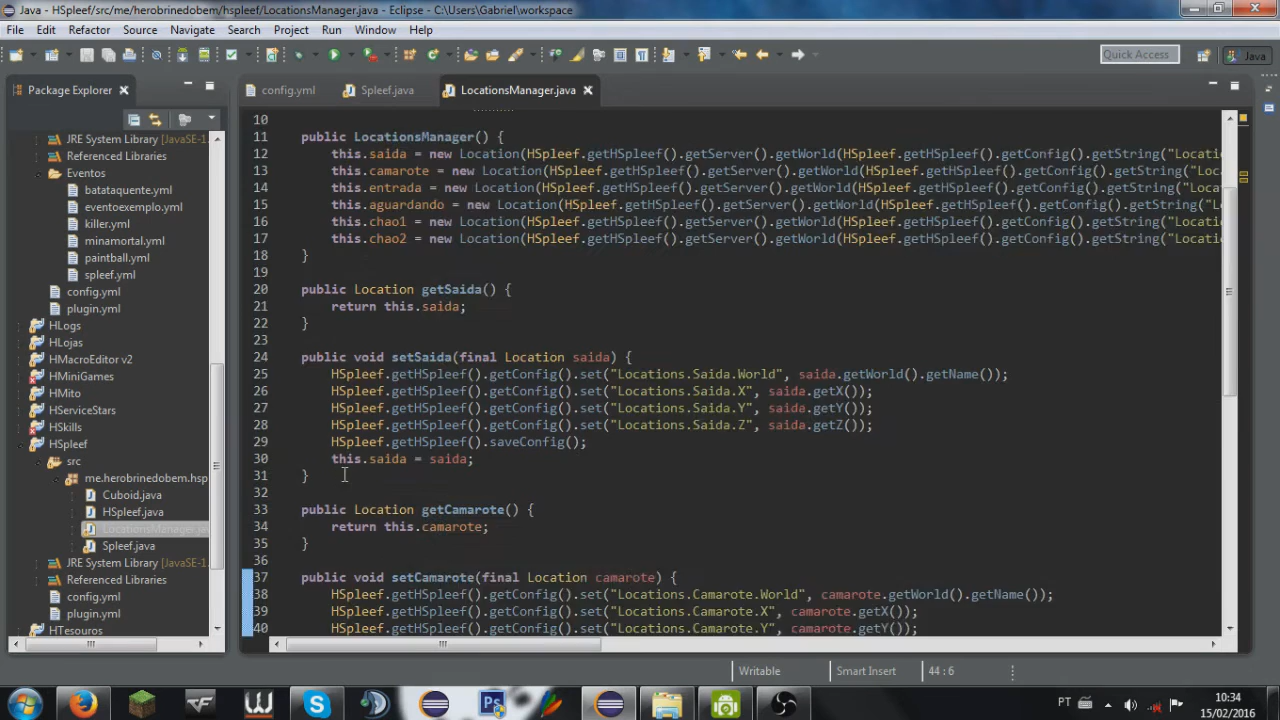 Java - HSpleef/src/me/herobrinedobem/hspleef/LocationsManager.java - Eclipse - C:\Users\Gabriel\workspace
File Edit Refactor Source Navigate Search Project Run Window Help
Quick Access
Java
Package Explorer
config.yml
Spleef.java
LocationsManager.java
JRE System Library [JavaSE-1.
Referenced Libraries
Eventos
batataquente.yml
eventoexemplo.yml
killer.yml
minamortal.yml
paintball.yml
spleef.yml
config.yml
plugin.yml
HLogs
HLojas
HMacroEditor v2
HMiniGames
HMito
HServiceStars
HSkills
HSpleef
src
me.herobrinedobem.hsp
Cuboid.java
HSpleef.java
LocationsManager.jav
Spleef.java
JRE System Library [JavaSE-1.
Referenced Libraries
config.yml
plugin.yml
HTesouros
10
11 public LocationsManager() {
12 this.saida = new Location(HSpleef.getHSpleef().getServer().getWorld(HSpleef.getHSpleef().getConfig().getString("Locati
13 this.camarote = new Location(HSpleef.getHSpleef().getServer().getWorld(HSpleef.getHSpleef().getConfig().getString("Loc
14 this.entrada = new Location(HSpleef.getHSpleef().getServer().getWorld(HSpleef.getHSpleef().getConfig().getString("Loca
15 this.aguardando = new Location(HSpleef.getHSpleef().getServer().getWorld(HSpleef.getHSpleef().getConfig().getString("L
16 this.chao1 = new Location(HSpleef.getHSpleef().getServer().getWorld(HSpleef.getHSpleef().getConfig().getString("Locati
17 this.chao2 = new Location(HSpleef.getHSpleef().getServer().getWorld(HSpleef.getHSpleef().getConfig().getString("Locati
18 }
19
20 public Location getSaida() {
21 return this.saida;
22 }
23
24 public void setSaida(final Location saida) {
25 HSpleef.getHSpleef().getConfig().set("Locations.Saida.World", saida.getWorld().getName());
26 HSpleef.getHSpleef().getConfig().set("Locations.Saida.X", saida.getX());
27 HSpleef.getHSpleef().getConfig().set("Locations.Saida.Y", saida.getY());
28 HSpleef.getHSpleef().getConfig().set("Locations.Saida.Z", saida.getZ());
29 HSpleef.getHSpleef().saveConfig();
30 this.saida = saida;
31 }
32
33 public Location getCamarote() {
34 return this.camarote;
35 }
36
37 public void setCamarote(final Location camarote) {
38 HSpleef.getHSpleef().getConfig().set("Locations.Camarote.World", camarote.getWorld().getName());
39 HSpleef.getHSpleef().getConfig().set("Locations.Camarote.X", camarote.getX());
40 HSpleef.getHSpleef().getConfig().set("Locations.Camarote.Y", camarote.getY());
Writable
Smart Insert
44 : 6
PT
10:34
15/02/2016